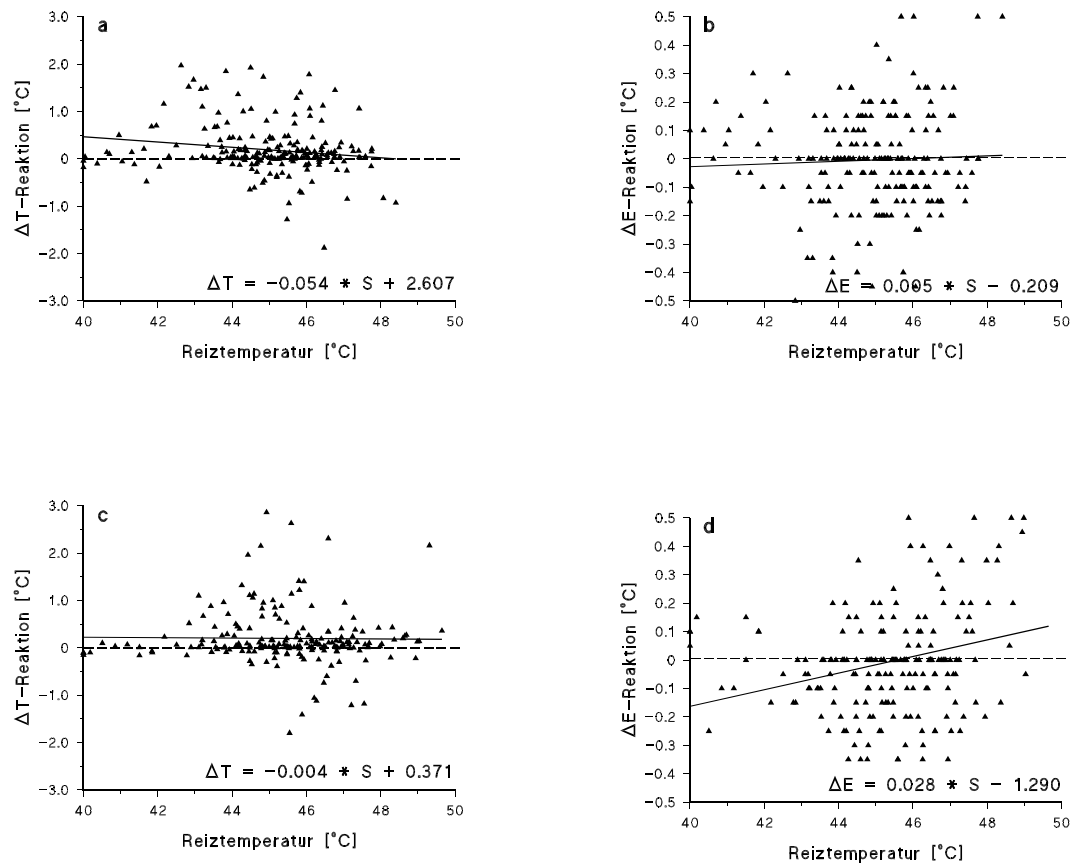 a
3.0
2.0
1.0
0
−1.0
−2.0
−3.0
ΔT−Reaktion [°C]
ΔT = −0.054 * S + 2.607
40 42 44 46 48 50
Reiztemperatur [°C]
b
0.5
0.4
0.3
0.2
0.1
0
−0.1
−0.2
−0.3
−0.4
−0.5
ΔE−Reaktion [°C]
ΔE = 0.005 * S − 0.209
40 42 44 46 48 50
Reiztemperatur [°C]
c
3.0
2.0
1.0
0
−1.0
−2.0
−3.0
ΔT−Reaktion [°C]
ΔT = −0.004 * S + 0.371
40 42 44 46 48 50
Reiztemperatur [°C]
d
0.5
0.4
0.3
0.2
0.1
0
−0.1
−0.2
−0.3
−0.4
−0.5
ΔE−Reaktion [°C]
ΔE = 0.028 * S − 1.290
40 42 44 46 48 50
Reiztemperatur [°C]